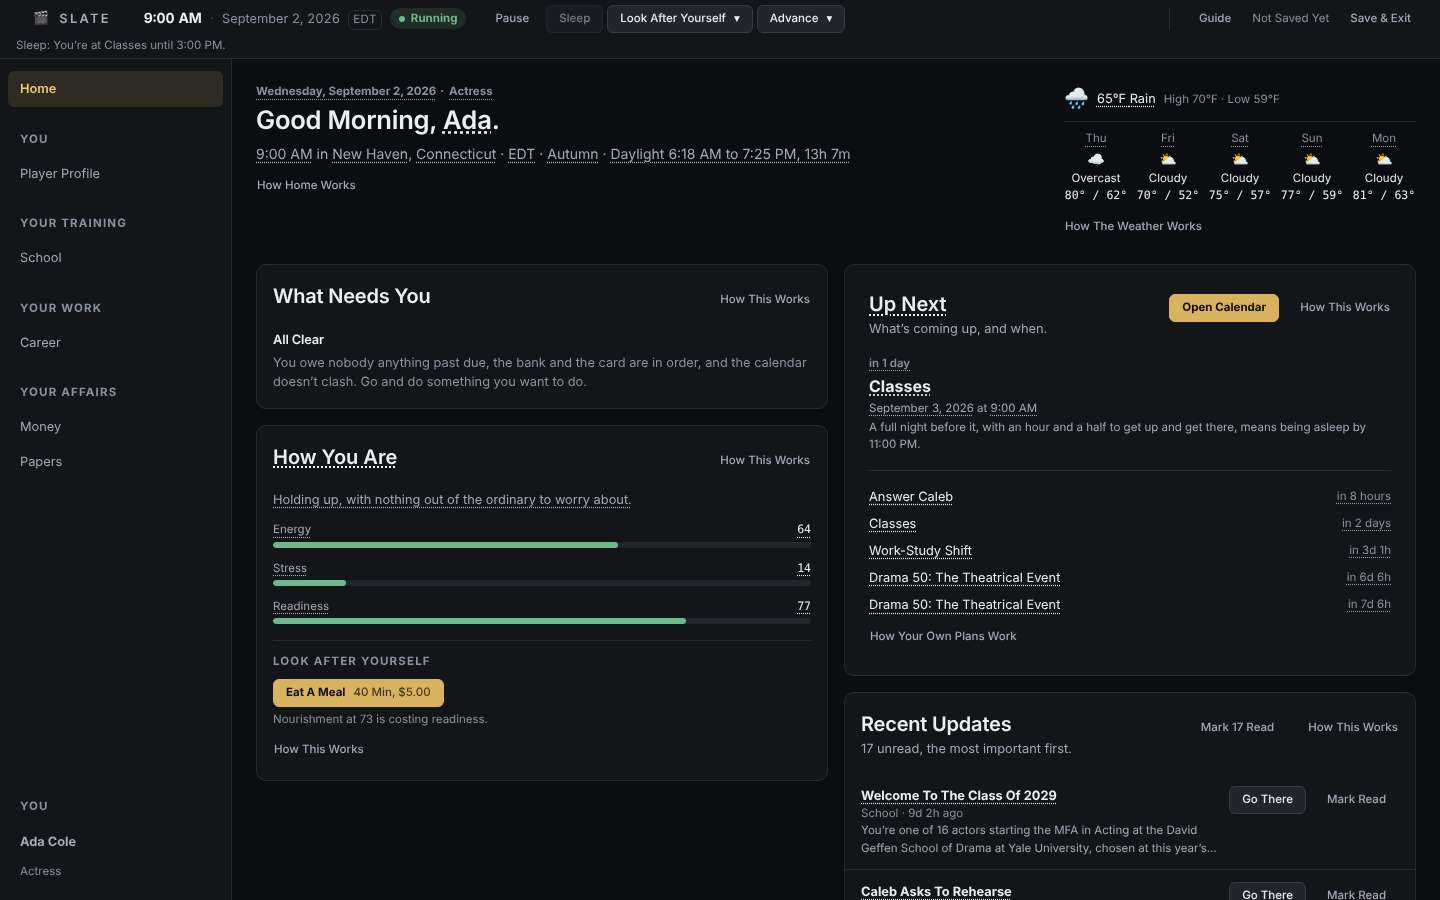 SLATE
9:00 AM · September 2, 2026 EDT Running
Pause Sleep Look After Yourself ▾ Advance ▾
Guide Not Saved Yet Save & Exit
Sleep: You're at Classes until 3:00 PM.
Home
YOU
Player Profile
YOUR TRAINING
School
YOUR WORK
Career
YOUR AFFAIRS
Money
Papers
YOU
Ada Cole
Actress
Wednesday, September 2, 2026 · Actress
Good Morning, Ada.
9:00 AM in New Haven, Connecticut · EDT · Autumn · Daylight 6:18 AM to 7:25 PM, 13h 7m
How Home Works
65°F Rain High 70°F · Low 59°F
Thu Fri Sat Sun Mon
Overcast Cloudy Cloudy Cloudy Cloudy
80° / 62° 70° / 52° 75° / 57° 77° / 59° 81° / 63°
How The Weather Works
What Needs You
How This Works
All Clear
You owe nobody anything past due, the bank and the card are in order, and the calendar
doesn't clash. Go and do something you want to do.
How You Are
How This Works
Holding up, with nothing out of the ordinary to worry about.
Energy 64
Stress 14
Readiness 77
LOOK AFTER YOURSELF
Eat A Meal 40 Min, $5.00
Nourishment at 73 is costing readiness.
How This Works
Up Next
Open Calendar How This Works
What's coming up, and when.
in 1 day
Classes
September 3, 2026 at 9:00 AM
A full night before it, with an hour and a half to get up and get there, means being asleep by
11:00 PM.
Answer Caleb in 8 hours
Classes in 2 days
Work-Study Shift in 3d 1h
Drama 50: The Theatrical Event in 6d 6h
Drama 50: The Theatrical Event in 7d 6h
How Your Own Plans Work
Recent Updates
Mark 17 Read How This Works
17 unread, the most important first.
Welcome To The Class Of 2029
Go There Mark Read
School · 9d 2h ago
You're one of 16 actors starting the MFA in Acting at the David
Geffen School of Drama at Yale University, chosen at this year's...
Caleb Asks To Rehearse
Go There Mark Read